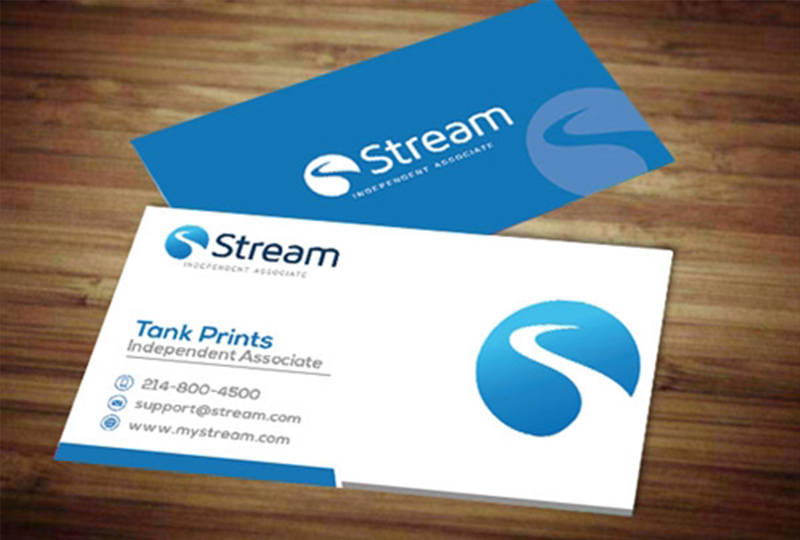 Stream
INDEPENDENT ASSOCIATE
Stream
INDEPENDENT ASSOCIATE
Tank Prints
Independent Associate
214-800-4500
support@stream.com
www.mystream.com